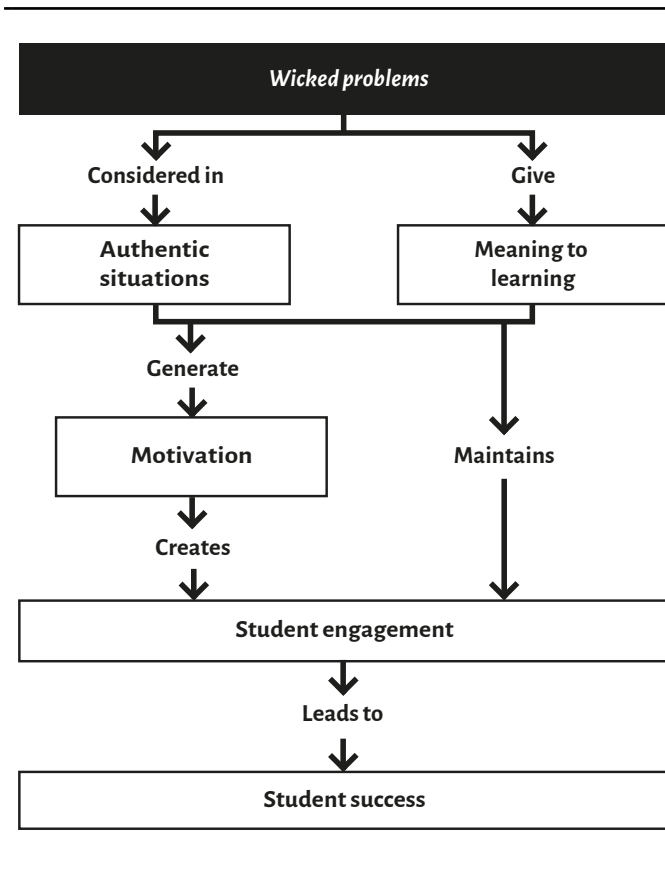 Wicked problems
Considered in
Give
Authentic
situations
Meaning to
learning
Generate
Motivation
Maintains
Creates
Student engagement
Leads to
Student success